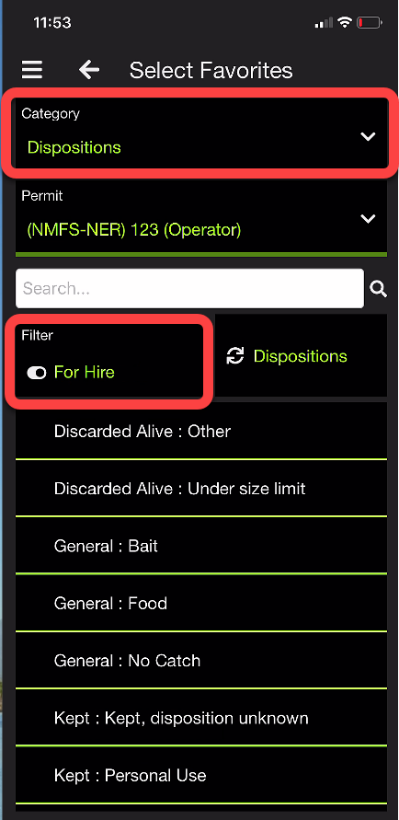 11:53
Select Favorites
Category
Dispositions
Permit
(NMFS-NER) 123 (Operator)
Search...
Filter
For Hire
Dispositions
Discarded Alive : Other
Discarded Alive : Under size limit
General : Bait
General : Food
General : No Catch
Kept : Kept, disposition unknown
Kept : Personal Use